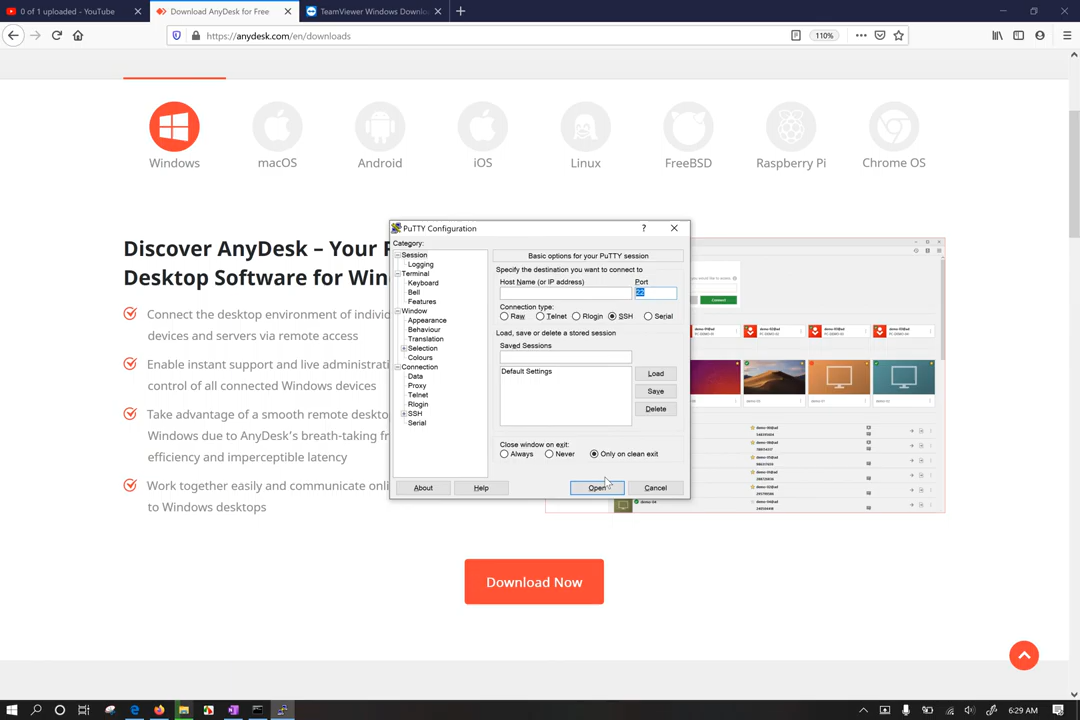 0 of 1 uploaded - YouTube
Download AnyDesk for Free
TeamViewer Windows Downlo
https://anydesk.com/en/downloads
110%
Windows
macOS
Android
iOS
Linux
FreeBSD
Raspberry Pi
Chrome OS
Discover AnyDesk – Your
Desktop Software for Win
Connect the desktop environment of individ
devices and servers via remote access
Enable instant support and live administrati
control of all connected Windows devices
Take advantage of a smooth remote deskto
Windows due to AnyDesk's breath-taking fr
efficiency and imperceptible latency
Work together easily and communicate onli
to Windows desktops
PuTTY Configuration
?
Category:
Session
Logging
Terminal
Keyboard
Bell
Features
Window
Appearance
Behaviour
Translation
Selection
Colours
Connection
Data
Proxy
Telnet
Rlogin
SSH
Serial
Basic options for your PuTTY session
Specify the destination you want to connect to
Host Name (or IP address)
Port
22
Connection type:
Raw
Telnet
Rlogin
SSH
Serial
Load, save or delete a stored session
Saved Sessions
Default Settings
Load
Save
Delete
Close window on exit:
Always
Never
Only on clean exit
About
Help
Open
Cancel
Connect
Download Now
6:29 AM